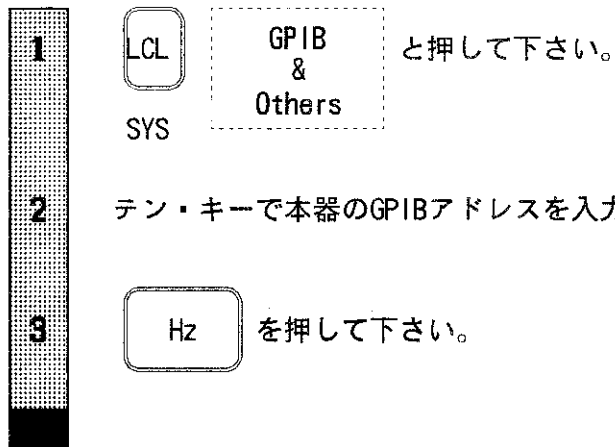 1 LCL GPIB & Others と押して下さい。
SYS
2 テン・キーで本器のGPIBアドレスを入
3 Hz を押して下さい。